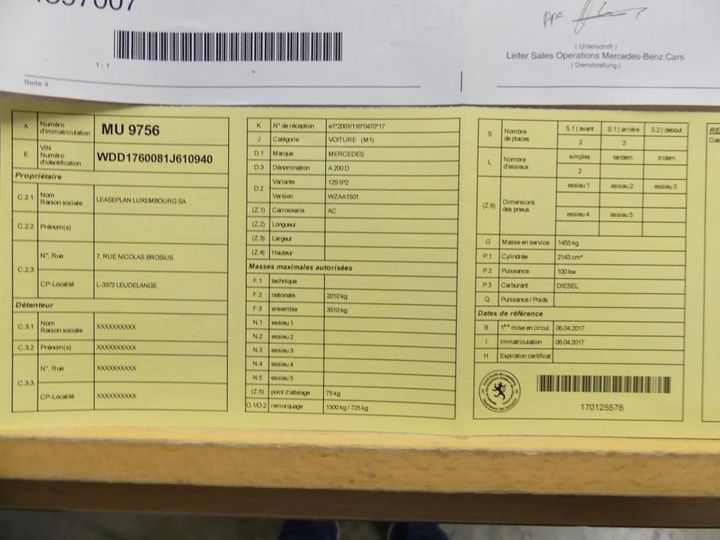 1-1
Seite 4
ppa
( Unterschrift )
Leiter Sales Operations Mercedes-Benz Cars
( Dienststellung )
A Numéro d'immatriculation MU 9756
E VIN Numéro d'identification WDD1760081J610940
Propriétaire
C.2.1 Nom Raison sociale LEASEPLAN LUXEMBOURG SA
C.2.2 Prénom(s)
C.2.3 N°, Rue 7, RUE NICOLAS BROSIUS
CP-Localité L-3372 LEUDELANGE
Détenteur
C.3.1 Nom Raison sociale XXXXXXXXXX
C.3.2 Prénom(s) XXXXXXXXXX
C.3.3 N°, Rue XXXXXXXXXX
CP-Localité XXXXXXXXXX
K N° de réception e1*2001/116*0470*17
J Catégorie VOITURE (M1)
D.1 Marque MERCEDES
D.3 Dénomination A 200 D
D.2 Variante 12S1P2
Version WZAA1501
(Z.1) Carrosserie AC
(Z.2) Longueur
(Z.3) Largeur
(Z.4) Hauteur
Masses maximales autorisées
F.1 technique
F.2 nationale 2010 kg
F.3 ensemble 3510 kg
N.1 essieu 1
N.2 essieu 2
N.3 essieu 3
N.4 essieu 4
N.5 essieu 5
(Z.5) point d'attelage 75 kg
O.1/O.2 remorquage 1500 kg / 725 kg
S Nombre de places S.1 | avant S.1 | arrière S.2 | debout
2 3
L Nombre d'essieux simples tandem tridem
2
(Z.6) Dimensions des pneus essieu 1 essieu 2 essieu 3
essieu 4 essieu 5
G Masse en service 1455 kg
P.1 Cylindrée 2143 cm³
P.2 Puissance 100 kw
P.3 Carburant DIESEL
Q Puissance / Poids
Dates de référence
B 1ère mise en circul. 06.04.2017
I Immatriculation 06.04.2017
H Expiration certificat
170125576